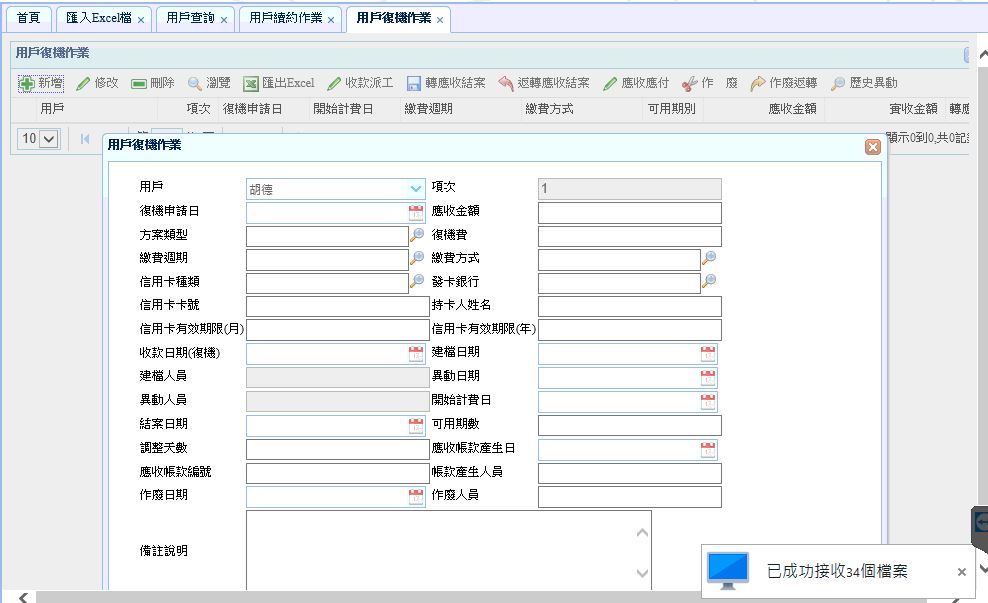 首頁 匯入Excel檔 × 用戶查詢 × 用戶續約作業 × 用戶復機作業 ×
用戶復機作業
新增 修改 刪除 瀏覽 匯出Excel 收款派工 轉應收結案 返轉應收結案 應收應付 作 廢 作廢返轉 歷史異動
用戶 項次 復機申請日 開始計費日 繳費週期 繳費方式 可用期別 應收金額 實收金額 轉應
10 顯示0到0,共0記
用戶復機作業
用戶 胡德 項次 1
復機申請日 應收金額
方案類型 復機費
繳費週期 繳費方式
信用卡種類 發卡銀行
信用卡卡號 持卡人姓名
信用卡有效期限(月) 信用卡有效期限(年)
收款日期(復機) 建檔日期
建檔人員 異動日期
異動人員 開始計費日
結案日期 可用期數
調整天數 應收帳款產生日
應收帳款編號 帳款產生人員
作廢日期 作廢人員
備註說明
已成功接收34個檔案 ×